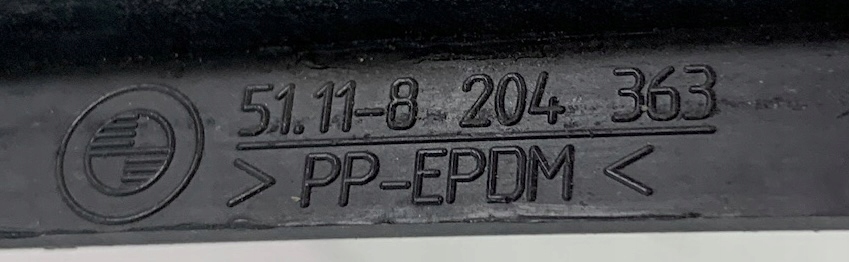 51.11-8 204 363
> PP-EPDM <